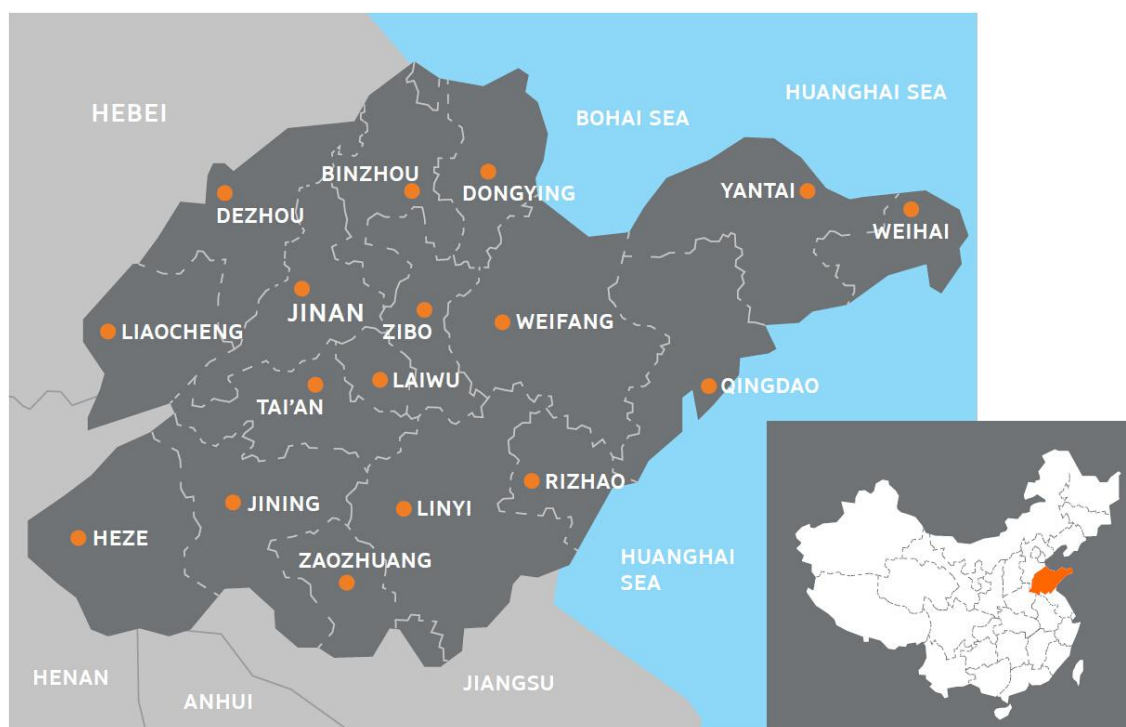 HUANGHAI SEA
HEBEI
BOHAI SEA
BINZHOU
DONGYING
YANTAI
DEZHOU
WEIHAI
JINAN
LIAOCHENG
ZIBO
WEIFANG
LAIWU
QINGDAO
TAI'AN
RIZHAO
JINING
LINYI
HEZE
ZAOZHUANG
HUANGHAI
SEA
HENAN
JIANGSU
ANHUI